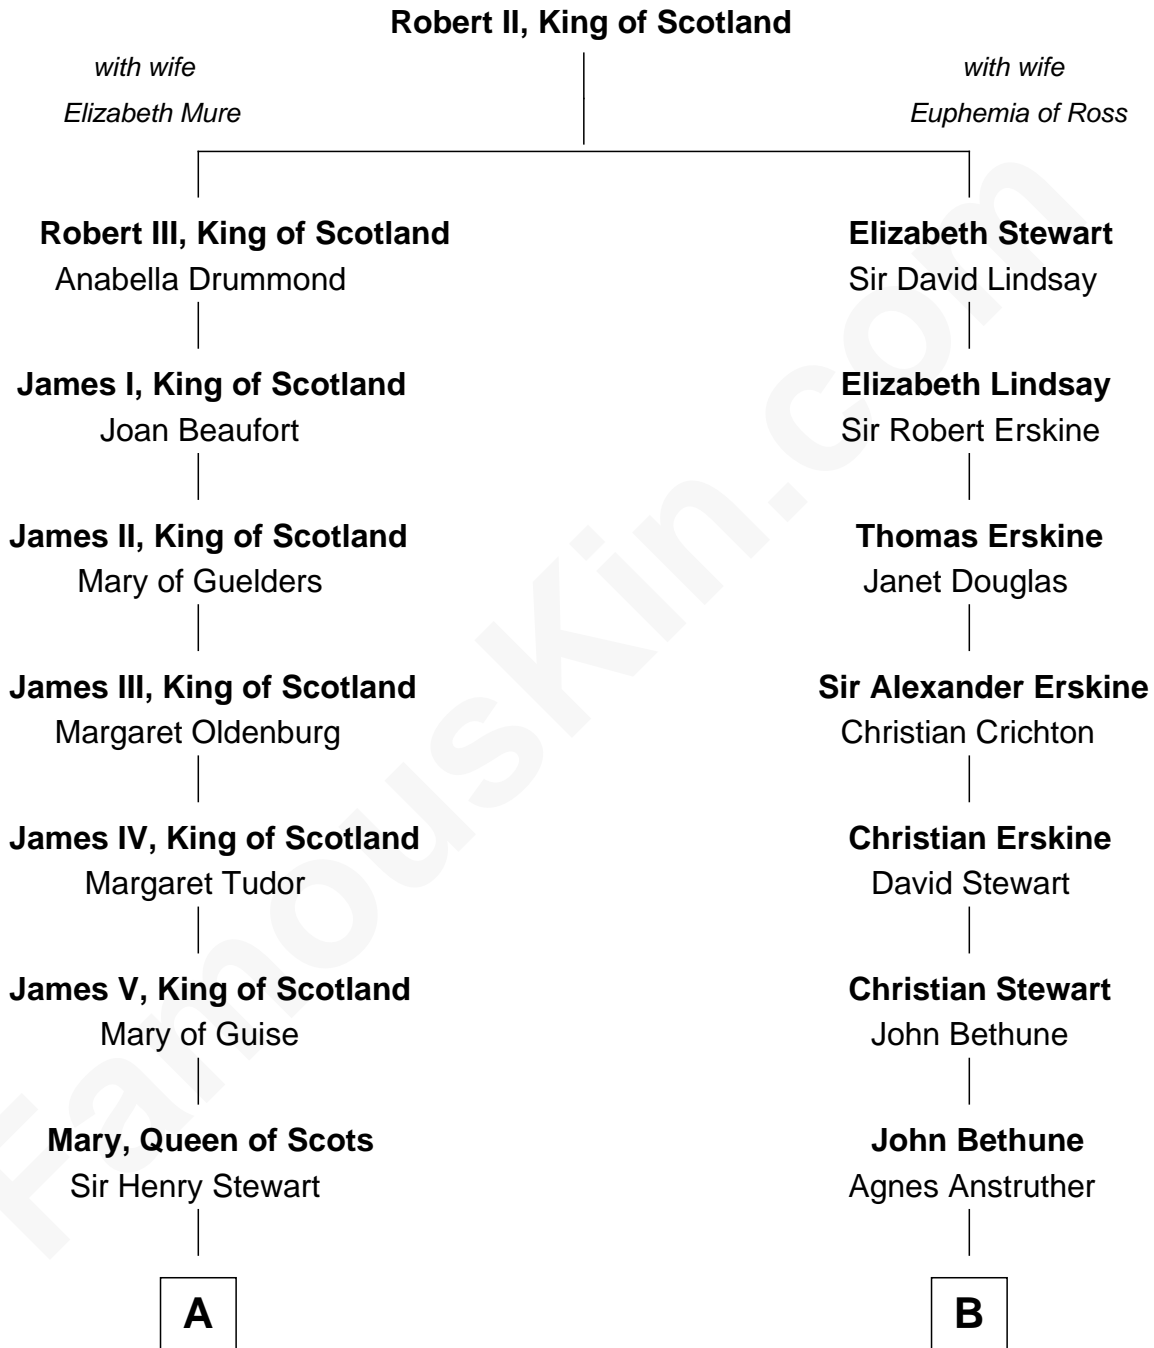 Robert II, King of Scotland
with wife
Elizabeth Mure
with wife
Euphemia of Ross
Robert III, King of Scotland
Anabella Drummond
Elizabeth Stewart
Sir David Lindsay
James I, King of Scotland
Joan Beaufort
Elizabeth Lindsay
Sir Robert Erskine
James II, King of Scotland
Mary of Guelders
Thomas Erskine
Janet Douglas
James III, King of Scotland
Margaret Oldenburg
Sir Alexander Erskine
Christian Crichton
James IV, King of Scotland
Margaret Tudor
Christian Erskine
David Stewart
James V, King of Scotland
Mary of Guise
Christian Stewart
John Bethune
Mary, Queen of Scots
Sir Henry Stewart
John Bethune
Agnes Anstruther
A
B
FamousKin.com